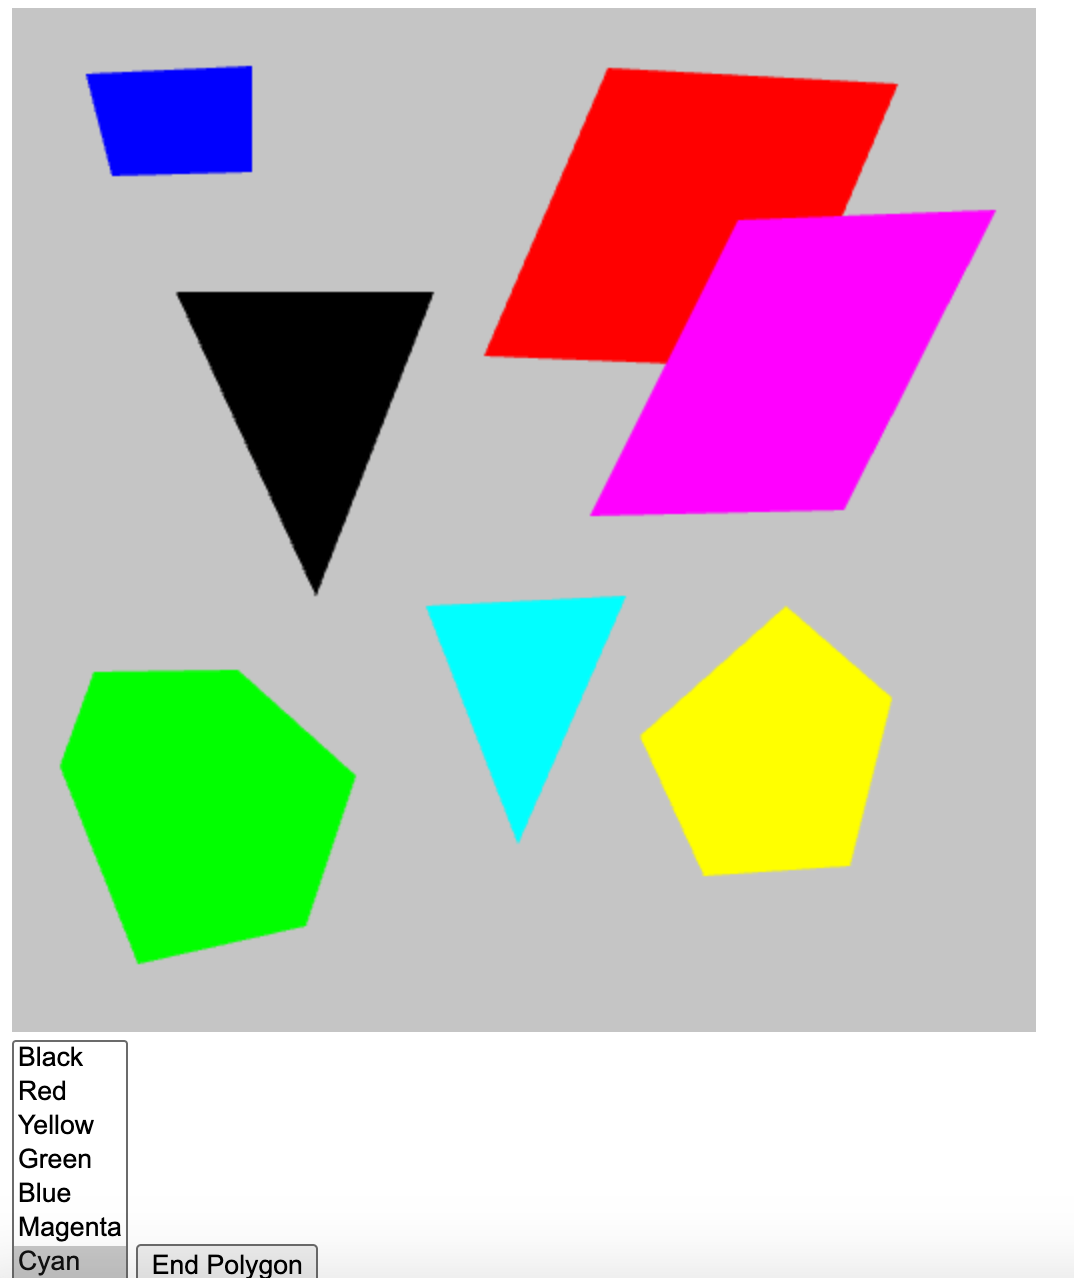 Black
Red
Yellow
Green
Blue
Magenta
Cyan
End Polygon